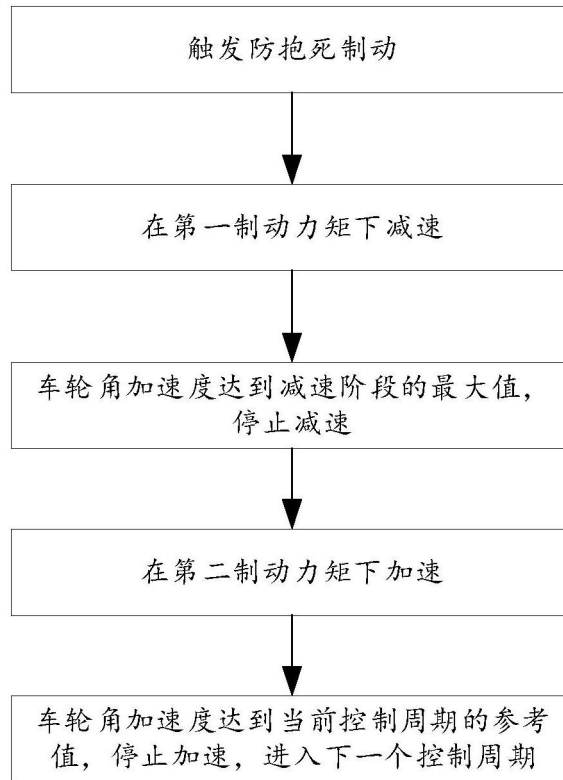 触发防抱死制动
在第一制动力矩下减速
车轮角加速度达到减速阶段的最大值，
停止减速
在第二制动力矩下加速
车轮角加速度达到当前控制周期的参考
值，停止加速，进入下一个控制周期